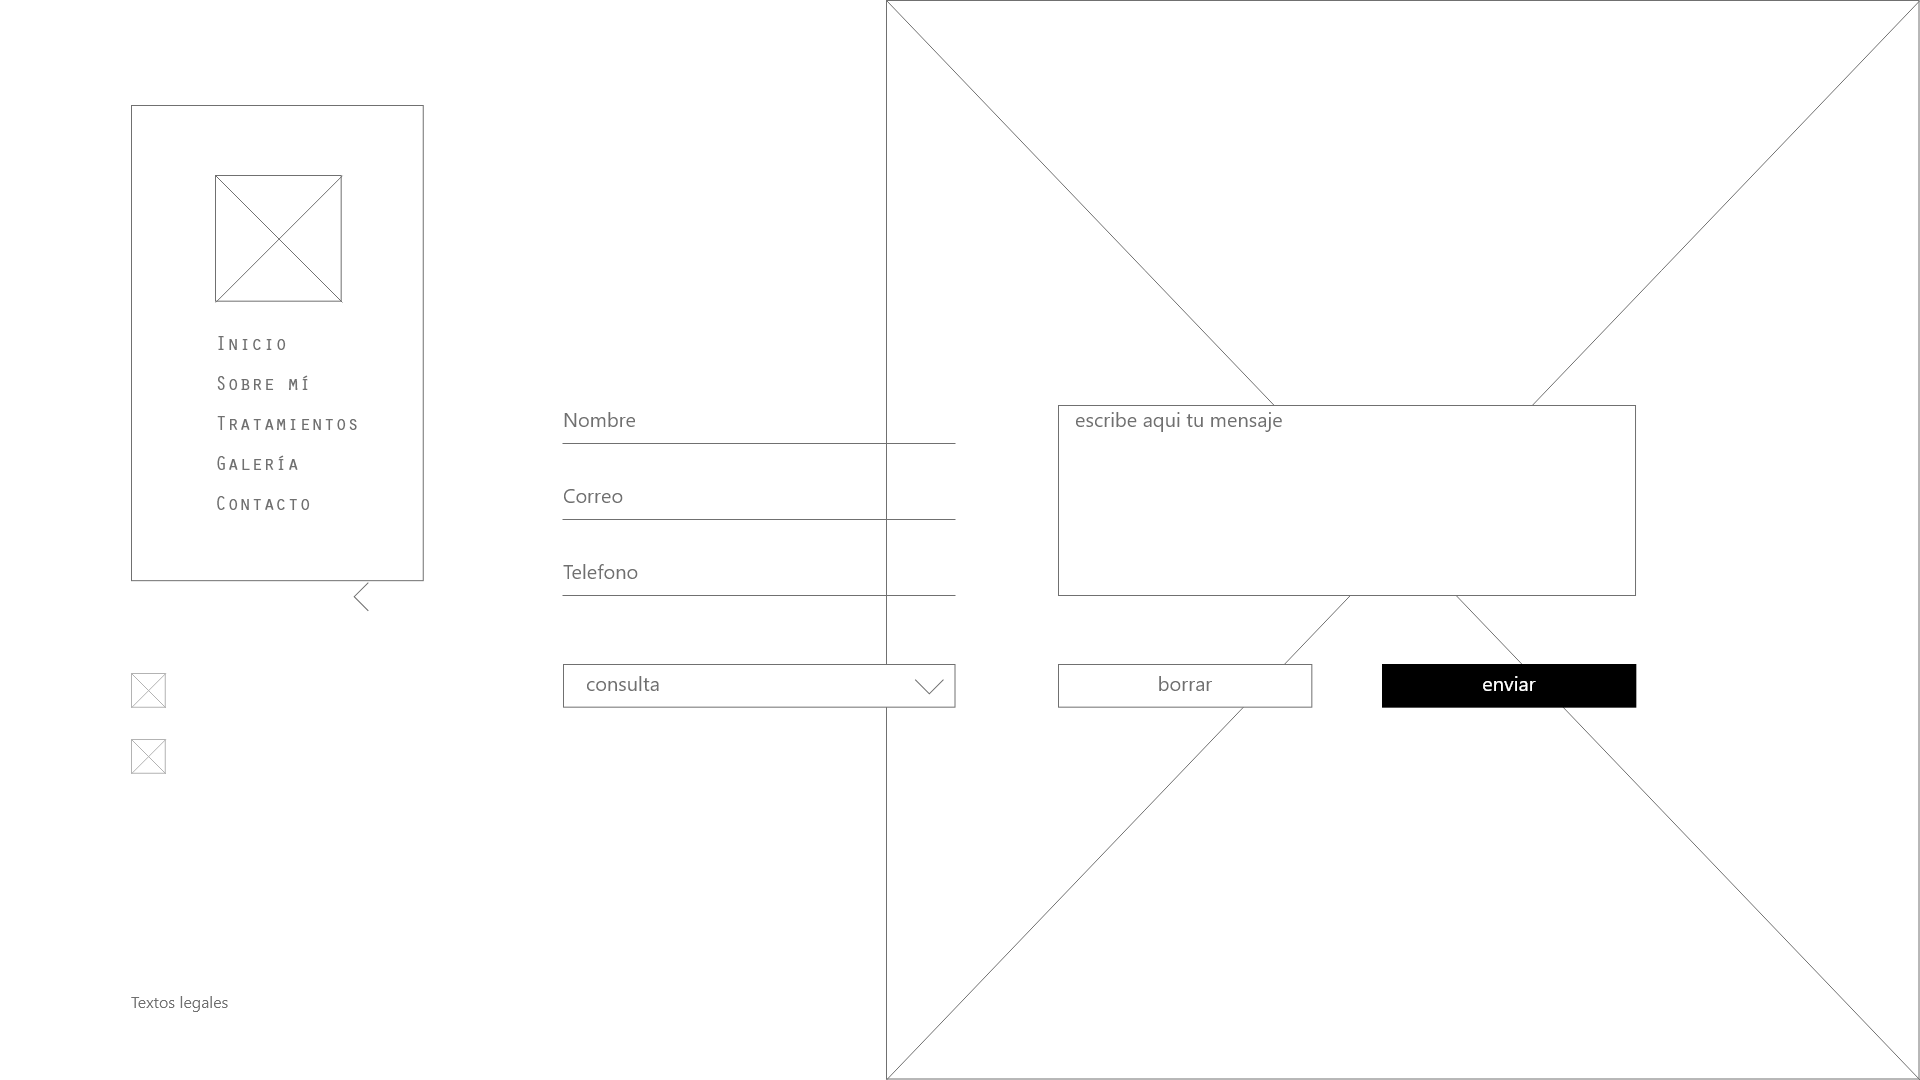 Inicio
Sobre mí
Tratamientos
Galería
Contacto
Nombre
Correo
Telefono
consulta
escribe aqui tu mensaje
borrar
enviar
Textos legales